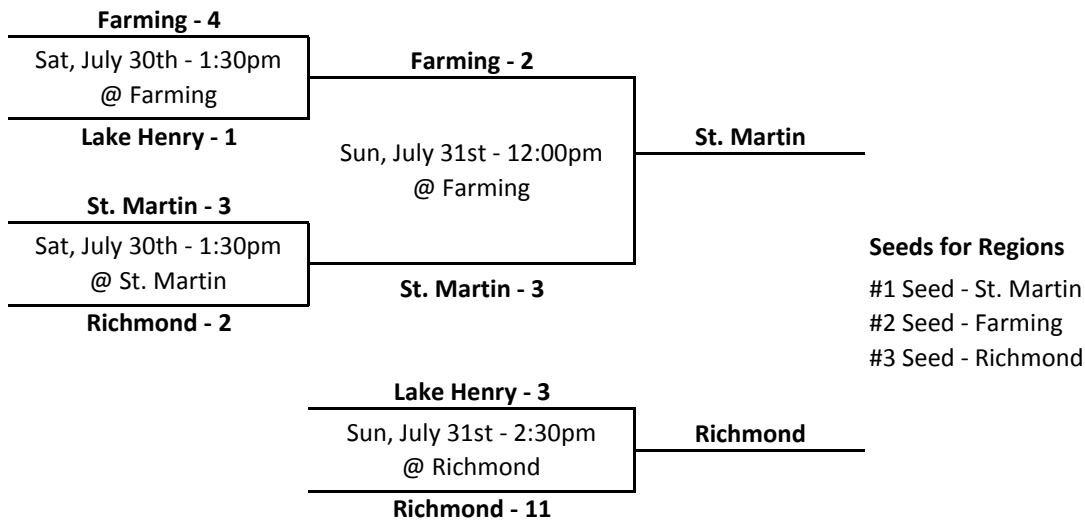 Farming - 4
Sat, July 30th - 1:30pm
@ Farming
Lake Henry - 1
Farming - 2
Sun, July 31st - 12:00pm
@ Farming
St. Martin
St. Martin - 3
Sat, July 30th - 1:30pm
@ St. Martin
Richmond - 2
St. Martin - 3
Seeds for Regions
#1 Seed - St. Martin
#2 Seed - Farming
#3 Seed - Richmond
Lake Henry - 3
Sun, July 31st - 2:30pm
@ Richmond
Richmond
Richmond - 11